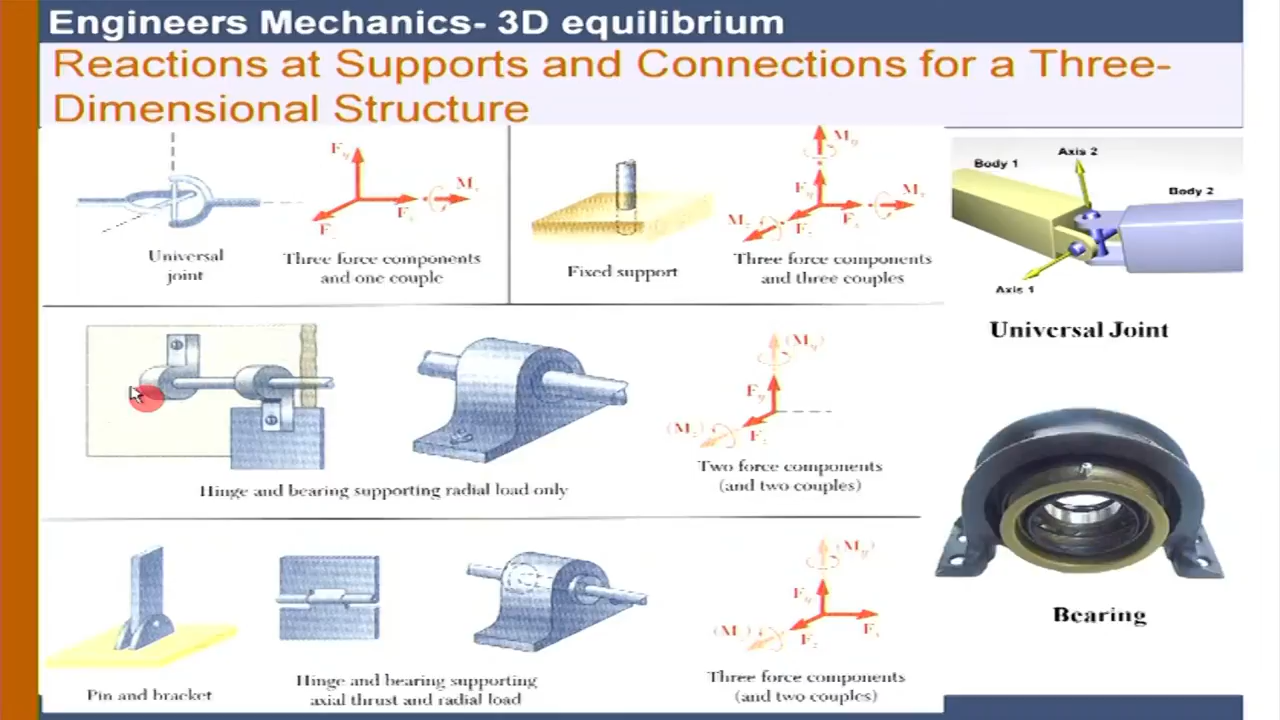 Engineers Mechanics- 3D equilibrium
Reactions at Supports and Connections for a Three-
Dimensional Structure
Universal
joint
Fy
Fx
Mx
Three force components
and one couple
Fixed support
My
Fy
Mx
Mz
Fz
Fx
Three force components
and three couples
Body 1
Axis 2
Body 2
Axis 1
Universal Joint
Hinge and bearing supporting radial load only
(My)
Fy
(Mz)
Fz
Two force components
(and two couples)
Bearing
Pin and bracket
Hinge and bearing supporting
axial thrust and radial load
(My)
Fy
Fz
Fx
Three force components
(and two couples)